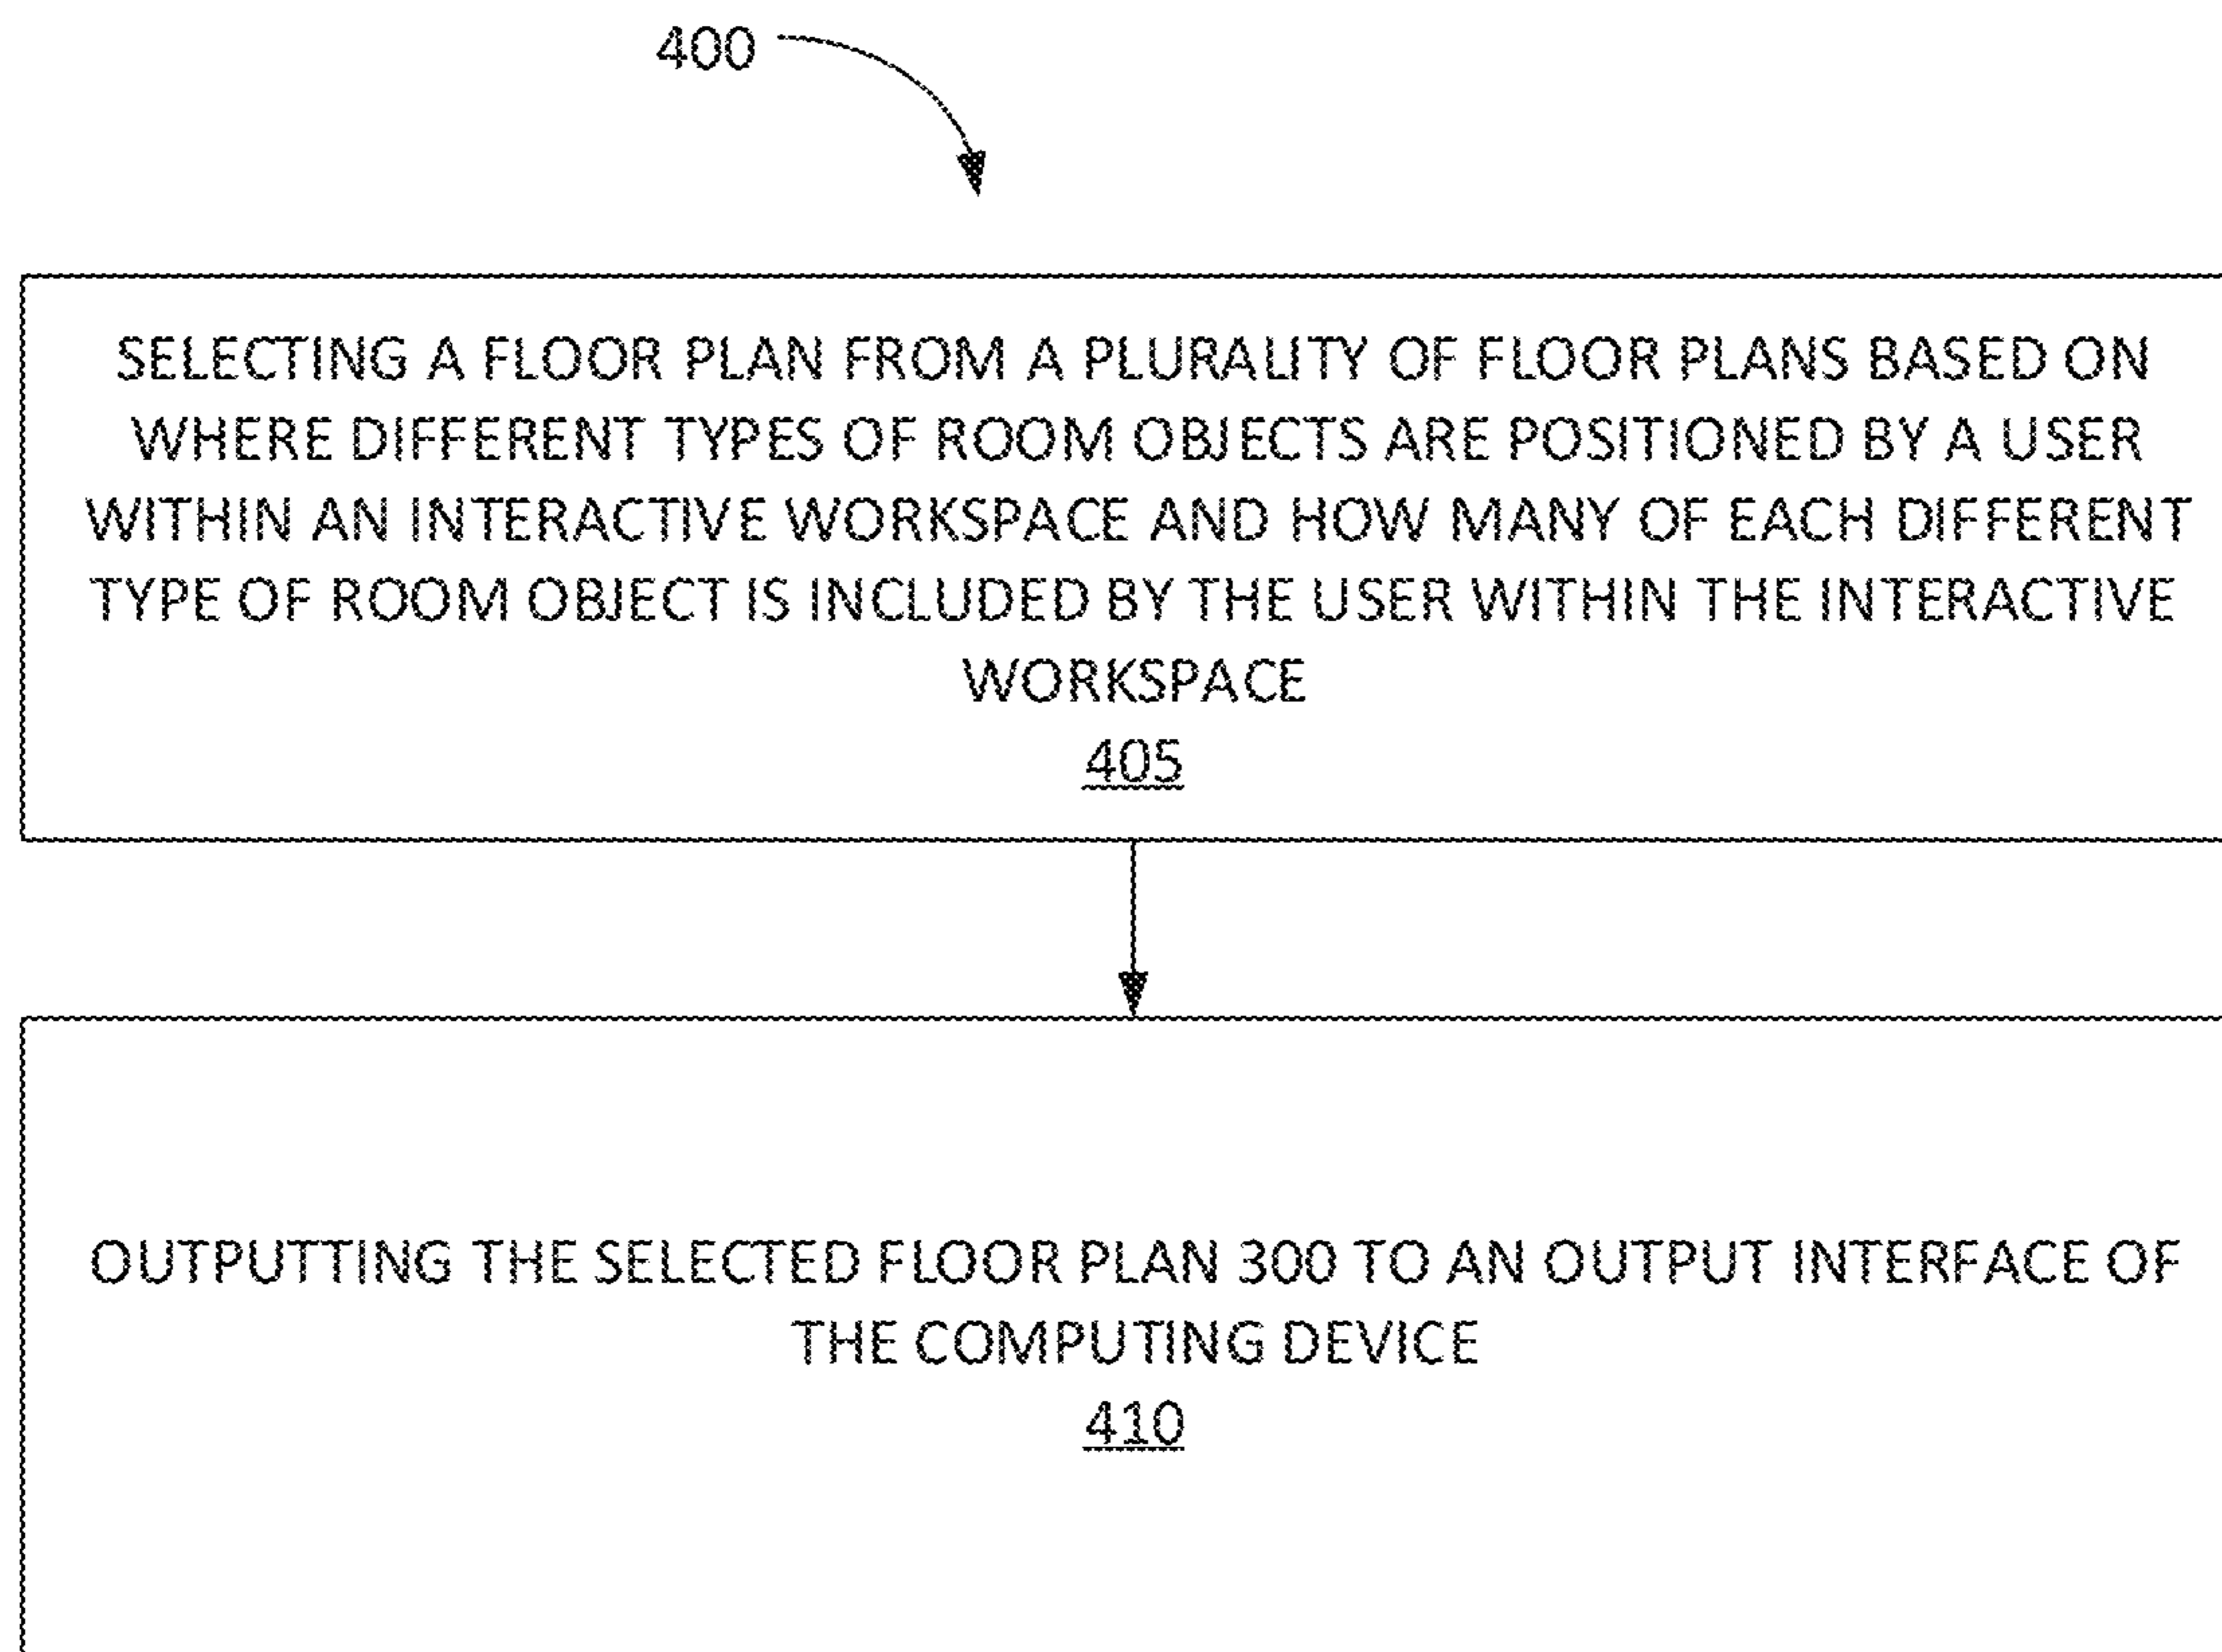 400
SELECTING A FLOOR PLAN FROM A PLURALITY OF FLOOR PLANS BASED ON
WHERE DIFFERENT TYPES OF ROOM OBJECTS ARE POSITIONED BY A USER
WITHIN AN INTERACTIVE WORKSPACE AND HOW MANY OF EACH DIFFERENT
TYPE OF ROOM OBJECT IS INCLUDED BY THE USER WITHIN THE INTERACTIVE
WORKSPACE
405
OUTPUTTING THE SELECTED FLOOR PLAN 300 TO AN OUTPUT INTERFACE OF
THE COMPUTING DEVICE
410